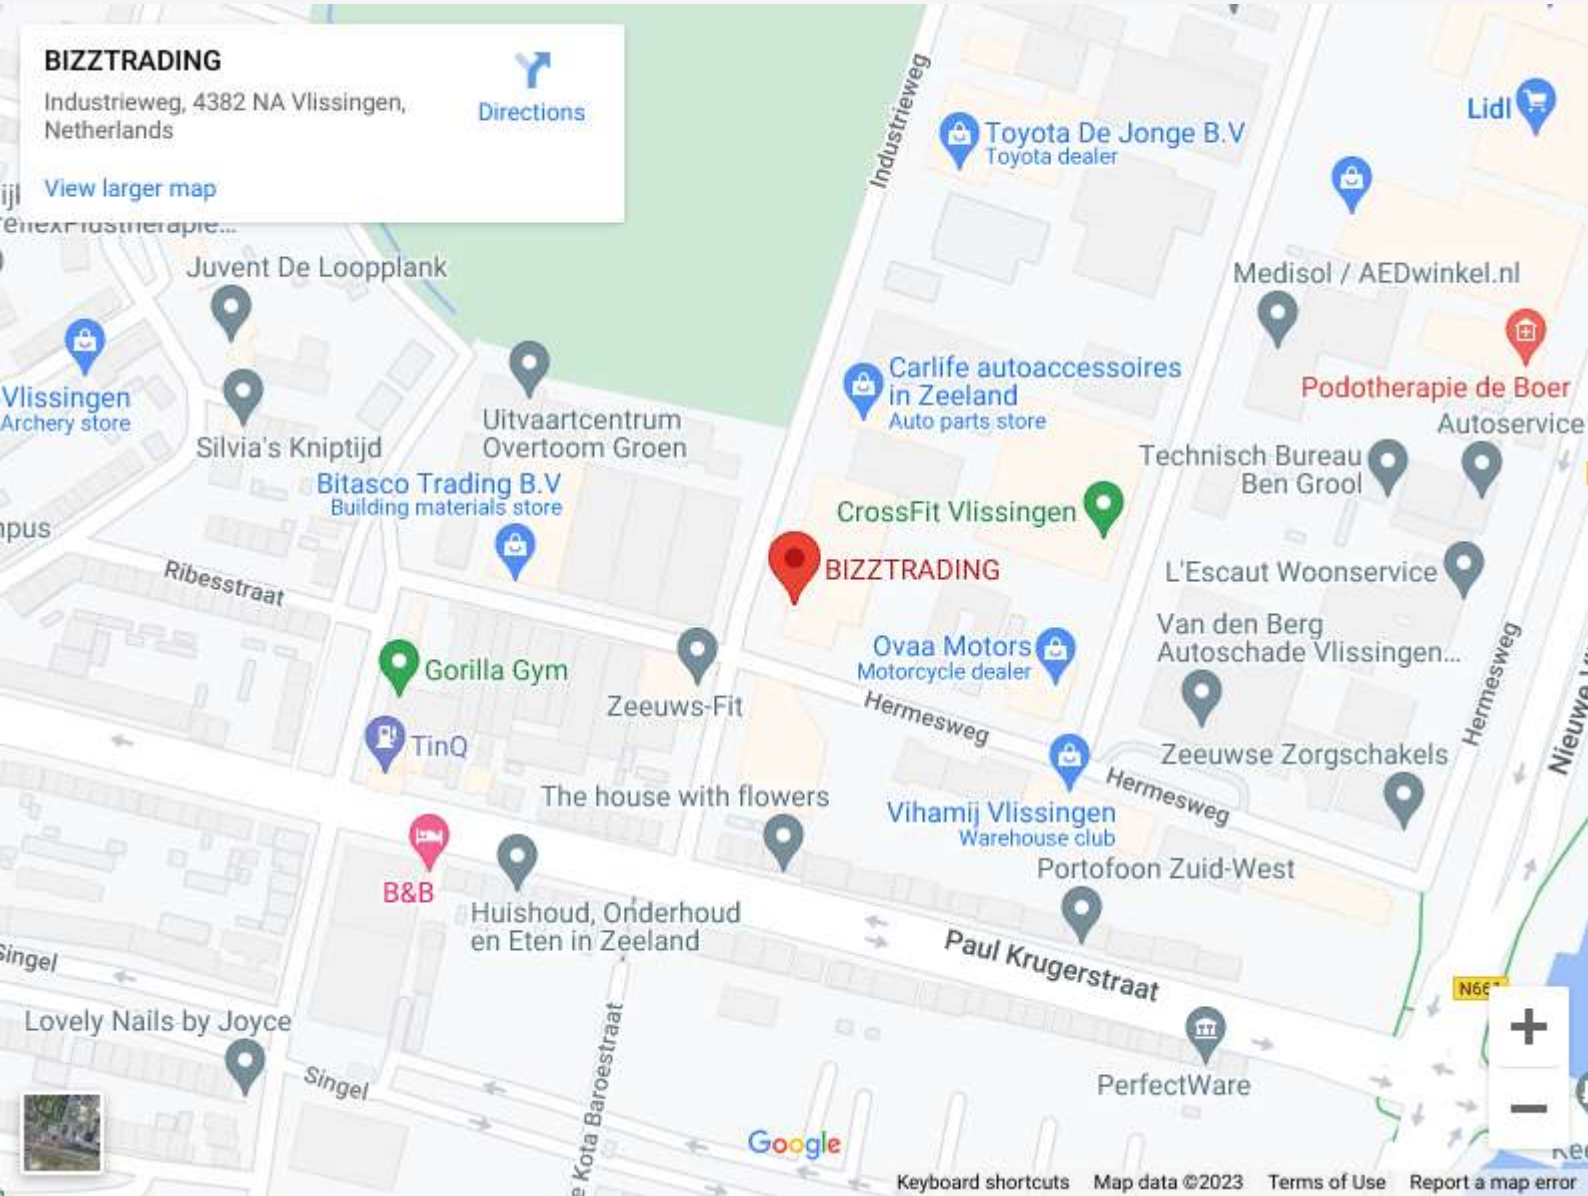 BIZZTRADING
Industrieweg, 4382 NA Vlissingen,
Netherlands
Directions
View larger map
Industrieweg
Toyota De Jonge B.V
Toyota dealer
Lidl
Juvent De Loopplank
Medisol / AEDwinkel.nl
Vlissingen
Archery store
Silvia's Kniptijd
Uitvaartcentrum
Overtoom Groen
Carlife autoaccessoires
in Zeeland
Auto parts store
Podotherapie de Boer
Autoservice
Technisch Bureau
Ben Grool
Bitasco Trading B.V
Building materials store
CrossFit Vlissingen
BIZZTRADING
L'Escaut Woonservice
Ribesstraat
Van den Berg
Autoschade Vlissingen...
Ovaa Motors
Motorcycle dealer
Gorilla Gym
Zeeuws-Fit
Hermesweg
Hermesweg
Nieuwe
TinQ
Zeeuwse Zorgschakels
Hermesweg
The house with flowers
Vihamij Vlissingen
Warehouse club
Portofoon Zuid-West
B&B
Huishoud, Onderhoud
en Eten in Zeeland
Paul Krugerstraat
Singel
Lovely Nails by Joyce
Singel
Kota Baroestraat
PerfectWare
+
−
Google
Keyboard shortcuts Map data ©2023 Terms of Use Report a map error